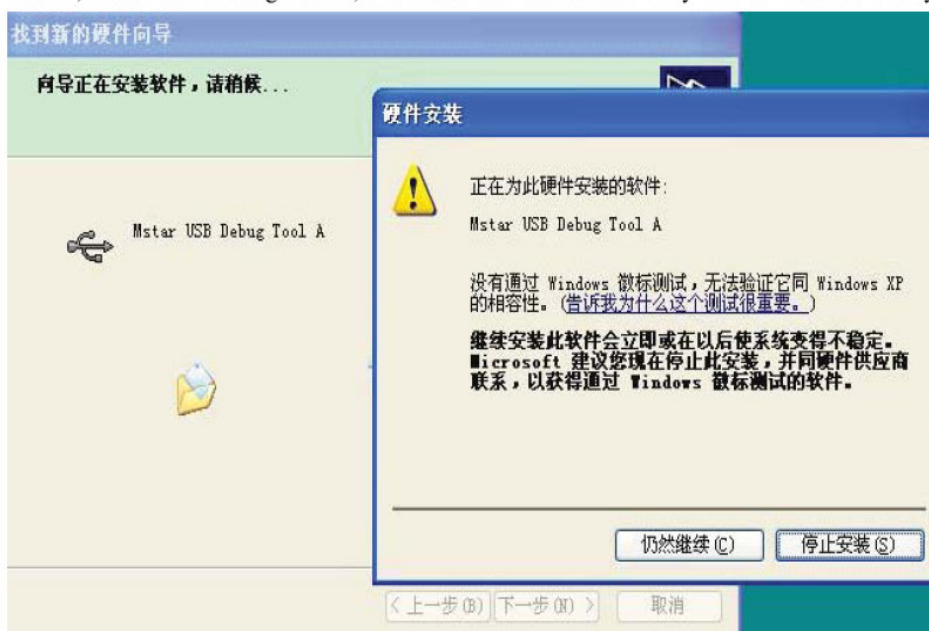 找到新的硬件向导
向导正在安装软件，请稍候...
Mstar USB Debug Tool A
硬件安装
正在为此硬件安装的软件:
Mstar USB Debug Tool A
没有通过 Windows 徽标测试，无法验证它同 Windows XP
的相容性。(告诉我为什么这个测试很重要。)
继续安装此软件会立即或在以后使系统变得不稳定。
Microsoft 建议您现在停止此安装，并同硬件供应商
联系，以获得通过 Windows 徽标测试的软件。
仍然继续(C)
停止安装(S)
< 上一步(B)
下一步(N) >
取消